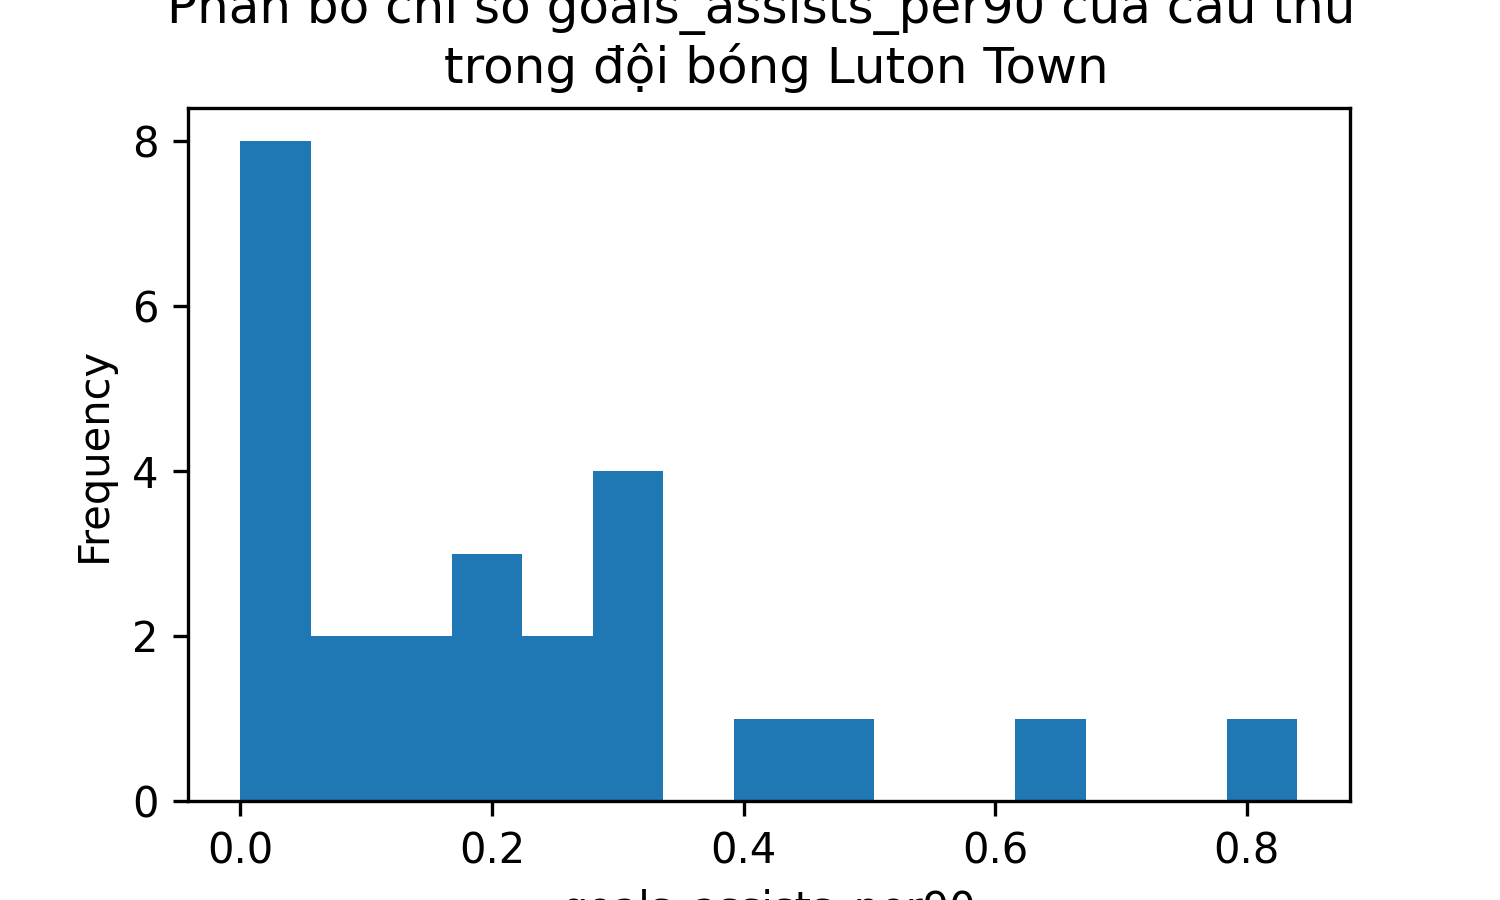 Phân bố chỉ số goals_assists_per90 của cầu thủ
trong đội bóng Luton Town
8
6
4
2
0
Frequency
0.0 0.2 0.4 0.6 0.8
goals_assists_per90